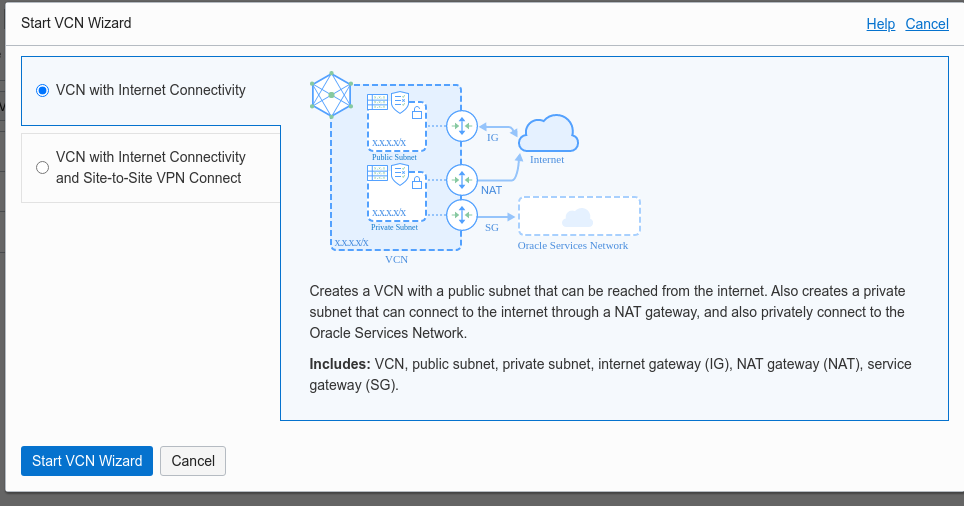 Start VCN Wizard
Help Cancel
VCN with Internet Connectivity
VCN with Internet Connectivity
and Site-to-Site VPN Connect
X.X.X.X/X
Public Subnet
IG
Internet
NAT
X.X.X.X/X
Private Subnet
SG
X.X.X.X/X
Oracle Services Network
VCN
Creates a VCN with a public subnet that can be reached from the internet. Also creates a private
subnet that can connect to the internet through a NAT gateway, and also privately connect to the
Oracle Services Network.
Includes: VCN, public subnet, private subnet, internet gateway (IG), NAT gateway (NAT), service
gateway (SG).
Start VCN Wizard Cancel